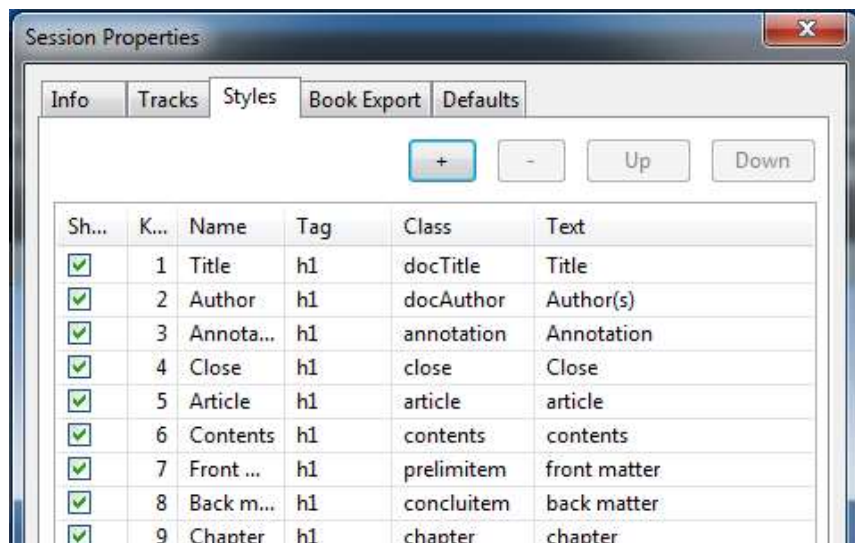 Session Properties
Info Tracks Styles Book Export Defaults
+ - Up Down
Sh... K... Name Tag Class Text
1 Title h1 docTitle Title
2 Author h1 docAuthor Author(s)
3 Annota... h1 annotation Annotation
4 Close h1 close Close
5 Article h1 article article
6 Contents h1 contents contents
7 Front ... h1 prelimitem front matter
8 Back m... h1 concluitem back matter
9 Chapter h1 chapter chapter